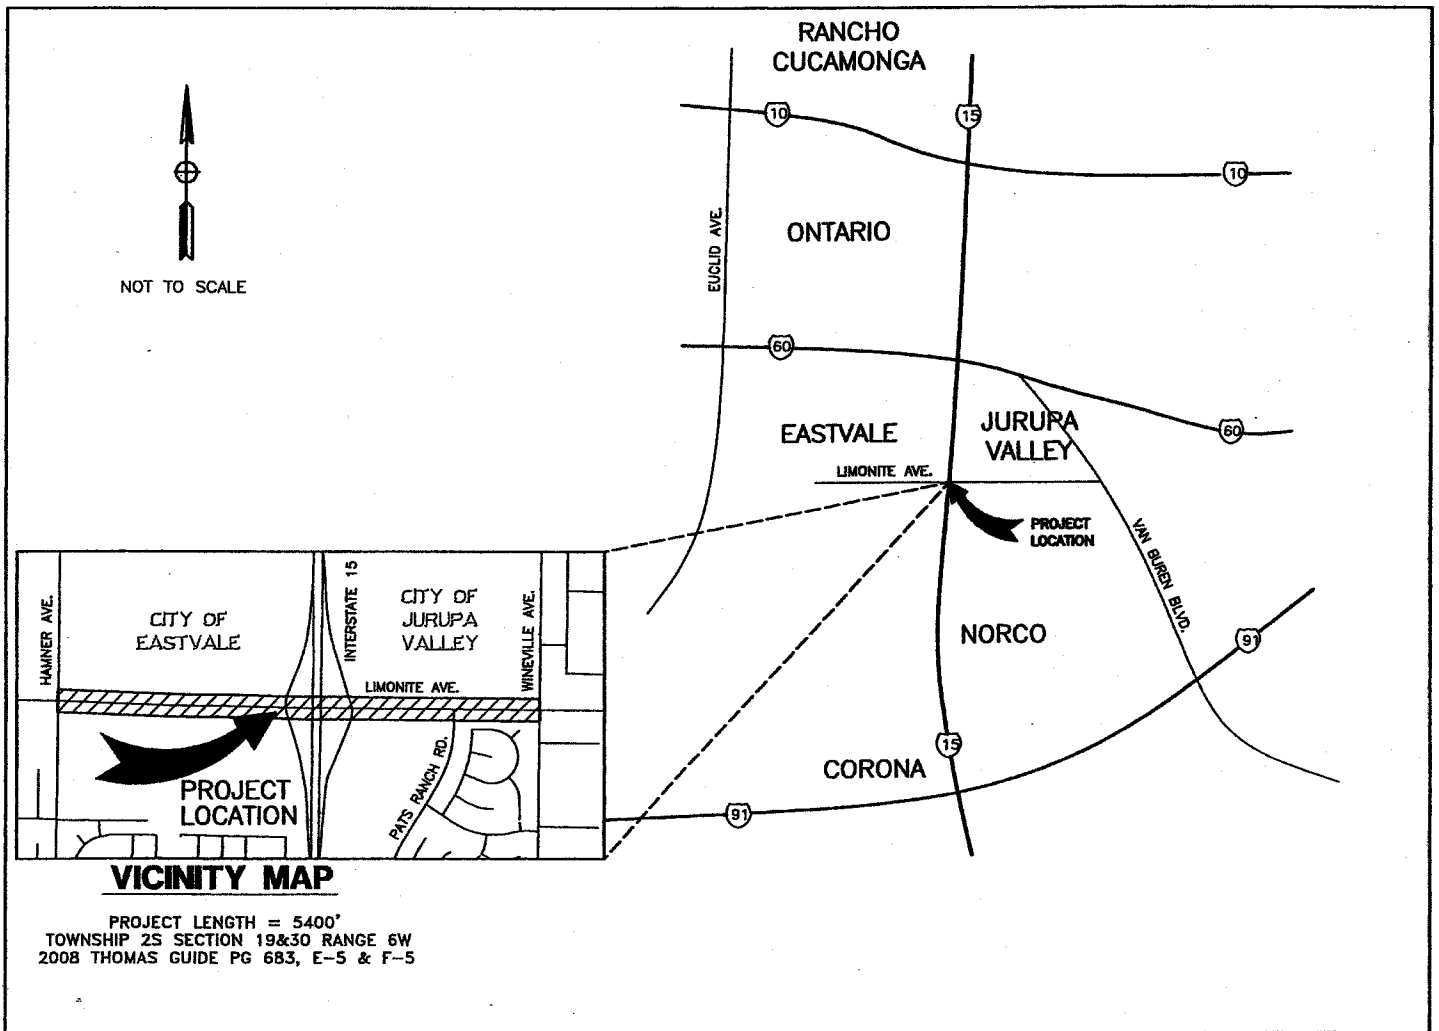 RANCHO
CUCAMONGA
10
15
10
NOT TO SCALE
EUCLID AVE.
ONTARIO
60
EASTVALE
JURUPA
VALLEY
60
LIMONITE AVE.
PROJECT
LOCATION
VAN BUREN BLVD.
NORCO
91
15
CORONA
91
HAMNER AVE.
CITY OF
EASTVALE
INTERSTATE 15
CITY OF
JURUPA
VALLEY
WINEVILLE AVE.
LIMONITE AVE.
PATS RANCH RD.
PROJECT
LOCATION
VICINITY MAP
PROJECT LENGTH = 5400'
TOWNSHIP 2S SECTION 19&30 RANGE 6W
2008 THOMAS GUIDE PG 683, E-5 & F-5